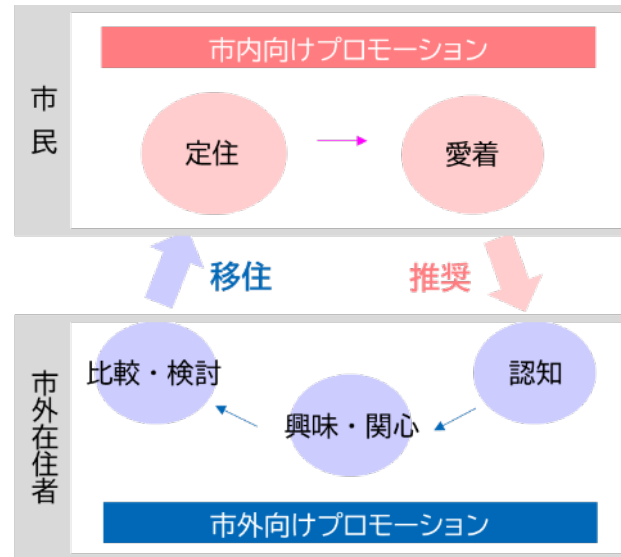 市民
市内向けプロモーション
定住
愛着
移住
推奨
市外在住者
比較・検討
興味・関心
認知
市外向けプロモーション